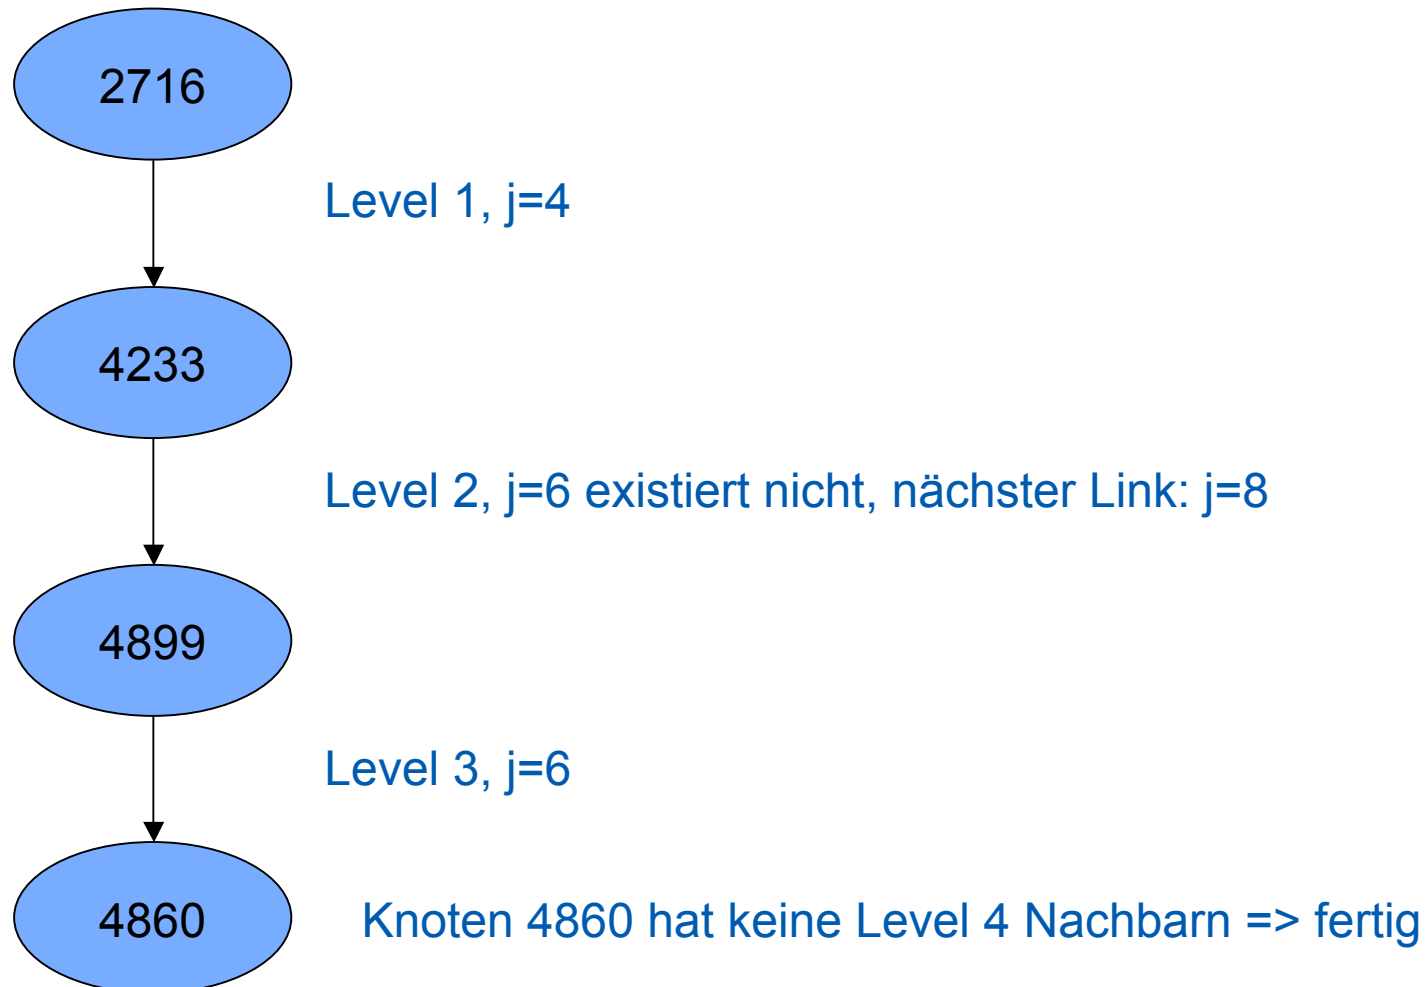 2716
Level 1, j=4
4233
Level 2, j=6 existiert nicht, nächster Link: j=8
4899
Level 3, j=6
4860
Knoten 4860 hat keine Level 4 Nachbarn => fertig